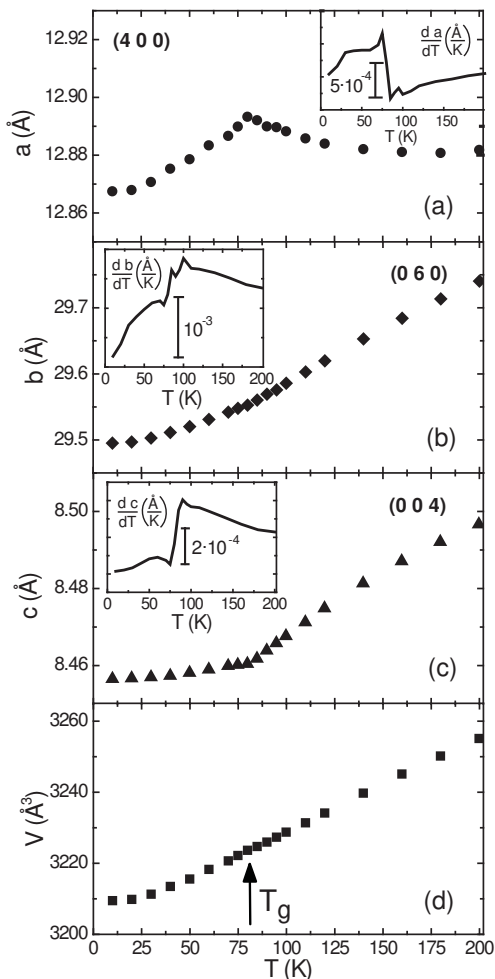 12.92
12.90
12.88
12.86
a (Å)
(4 0 0)
d a (Å)
dT (K)
5·10⁻⁴
0 50 100 150 200
T (K)
(a)
29.7
29.6
29.5
b (Å)
d b (Å)
dT (K)
10⁻³
0 50 100 150 200
T (K)
(0 6 0)
(b)
8.50
8.48
8.46
c (Å)
d c (Å)
dT (K)
2·10⁻⁴
0 50 100 150 200
T (K)
(0 0 4)
(c)
3260
3240
3220
3200
V (Å³)
T_g
(d)
0 25 50 75 100 125 150 175 200
T (K)